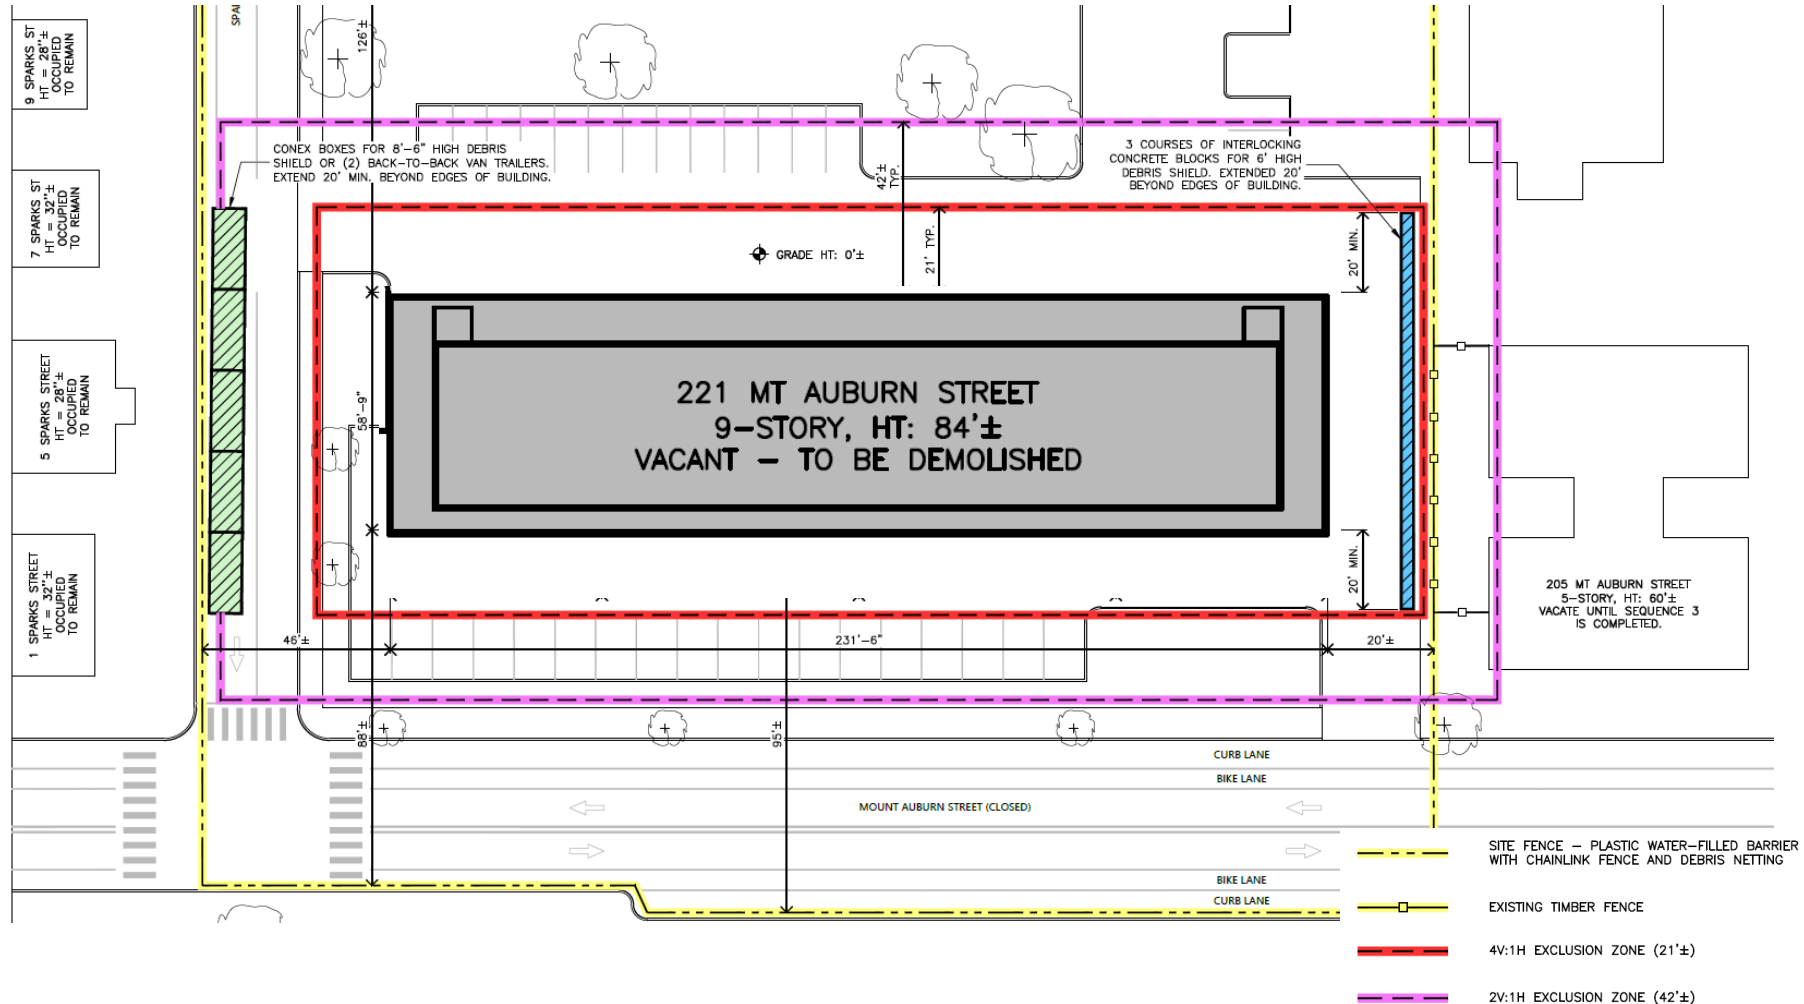 SPAR
126'±
9 SPARKS ST
HT = 28"±
OCCUPIED
TO REMAIN
CONEX BOXES FOR 8'-6" HIGH DEBRIS
SHIELD OR (2) BACK-TO-BACK VAN TRAILERS.
EXTEND 20' MIN. BEYOND EDGES OF BUILDING.
42'±
TYP.
3 COURSES OF INTERLOCKING
CONCRETE BLOCKS FOR 6' HIGH
DEBRIS SHIELD. EXTENDED 20'
BEYOND EDGES OF BUILDING.
7 SPARKS ST
HT = 32"±
OCCUPIED
TO REMAIN
GRADE HT: 0'±
21' TYP.
20' MIN.
5 SPARKS STREET
HT = 28"±
OCCUPIED
TO REMAIN
58'-9"
221 MT AUBURN STREET
9-STORY, HT: 84'±
VACANT - TO BE DEMOLISHED
20' MIN.
1 SPARKS STREET
HT = 32"±
OCCUPIED
TO REMAIN
205 MT AUBURN STREET
5-STORY, HT: 60'±
VACATE UNTIL SEQUENCE 3
IS COMPLETED.
46'±
231'-6"
20'±
88'±
95'±
CURB LANE
BIKE LANE
MOUNT AUBURN STREET (CLOSED)
BIKE LANE
CURB LANE
SITE FENCE - PLASTIC WATER-FILLED BARRIER
WITH CHAINLINK FENCE AND DEBRIS NETTING
EXISTING TIMBER FENCE
4V:1H EXCLUSION ZONE (21'±)
2V:1H EXCLUSION ZONE (42'±)